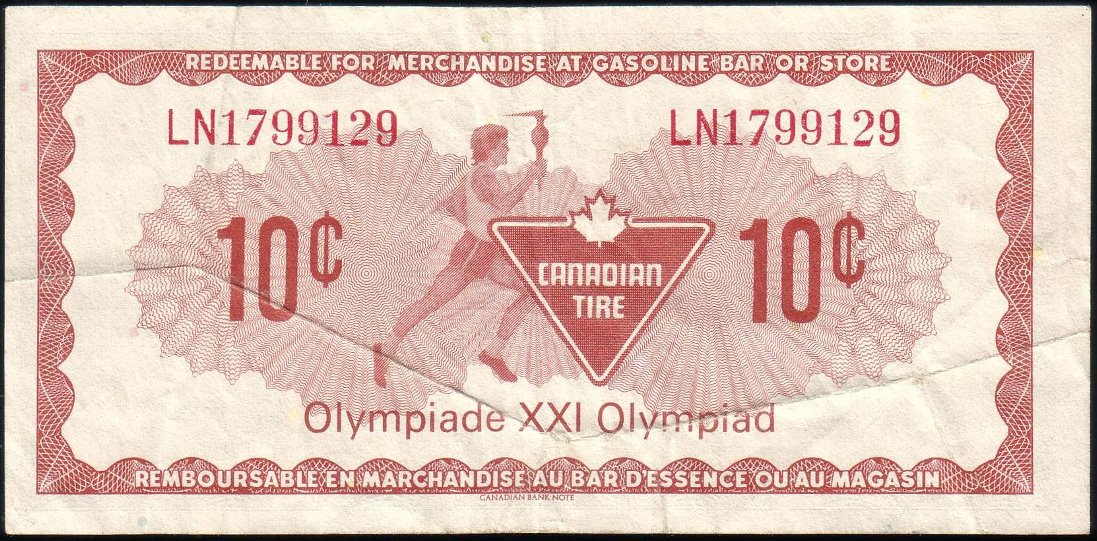 REDEEMABLE FOR MERCHANDISE AT GASOLINE BAR OR STORE
LN1799129 LN1799129
10¢ 10¢
CANADIAN
TIRE
Olympiade XXI Olympiad
REMBOURSABLE EN MARCHANDISE AU BAR D'ESSENCE OU AU MAGASIN
CANADIAN BANK NOTE